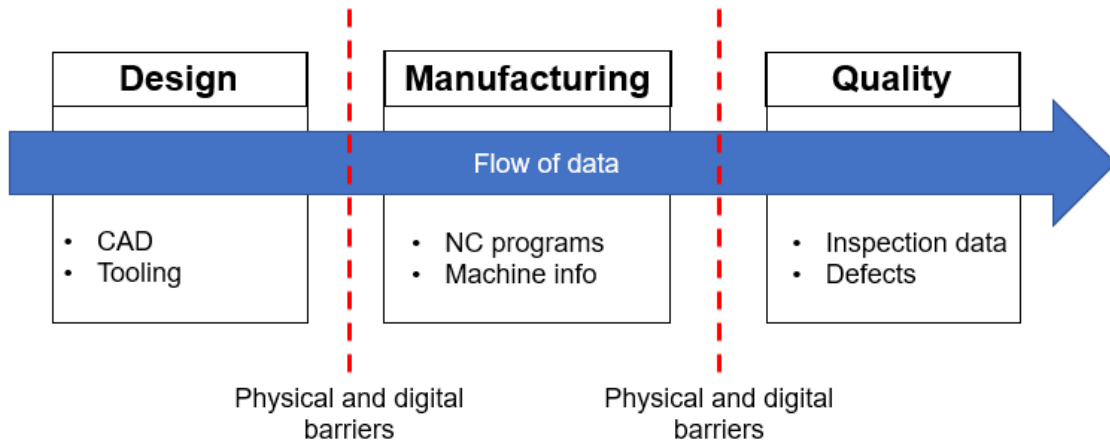 Design
Manufacturing
Quality
Flow of data
• CAD
• Tooling
• NC programs
• Machine info
• Inspection data
• Defects
Physical and digital
barriers
Physical and digital
barriers